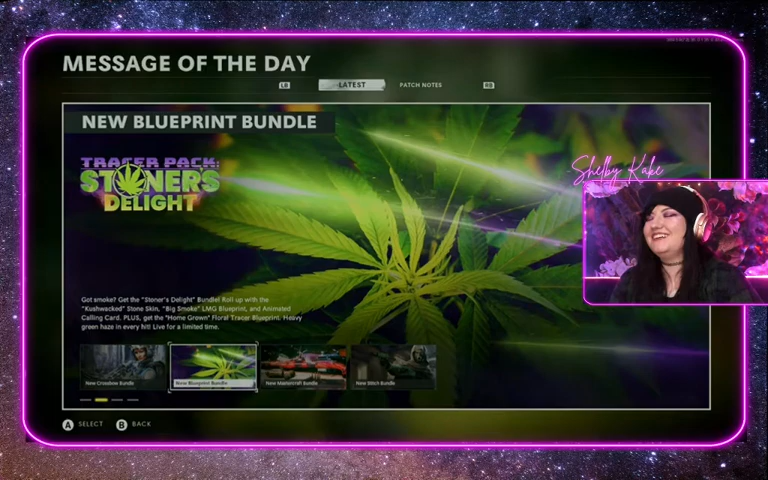 MESSAGE OF THE DAY
LB LATEST PATCH NOTES RB
NEW BLUEPRINT BUNDLE
TRACER PACK:
STONER'S
DELIGHT
Shelby Kake
Got smoke? Get the "Stoner's Delight" Bundle! Roll up with the
"Kushwacked" Stone Skin, "Big Smoke" LMG Blueprint, and Animated
Calling Card. PLUS, get the "Home Grown" Floral Tracer Blueprint. Heavy
green haze in every hit! Live for a limited time.
New Crossbow Bundle New Blueprint Bundle New Mastercraft Bundle New Stitch Bundle
A SELECT B BACK